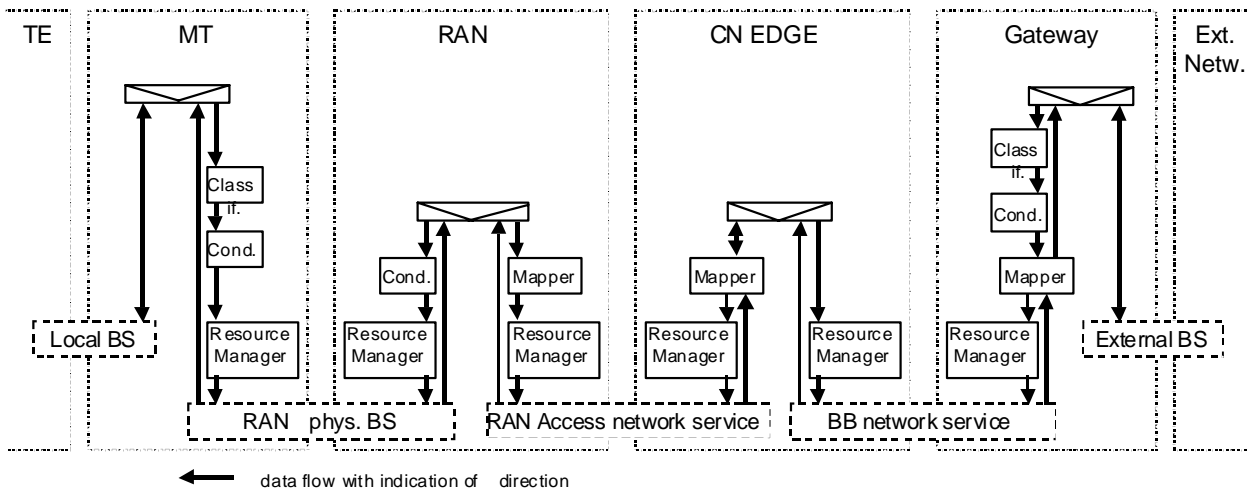 TE
MT
RAN
CN EDGE
Gateway
Ext.
Netw.
Class
if.
Cond.
Resource
Manager
Local BS
Cond.
Resource
Manager
Mapper
Resource
Manager
Mapper
Resource
Manager
Resource
Manager
Class
if.
Cond.
Mapper
Resource
Manager
External BS
RAN phys. BS
RAN Access network service
BB network service
data flow with indication of direction